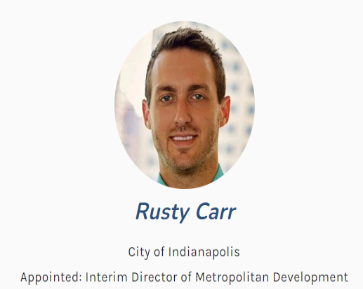 Rusty Carr
City of Indianapolis
Appointed: Interim Director of Metropolitan Development